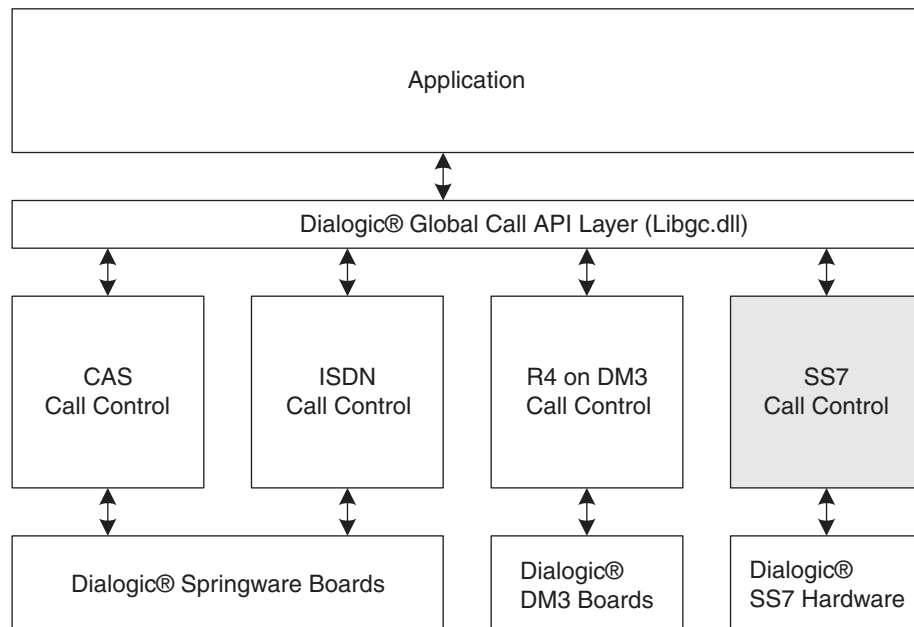 Application
Dialogic® Global Call API Layer (Libgc.dll)
CAS
Call Control
ISDN
Call Control
R4 on DM3
Call Control
SS7
Call Control
Dialogic® Springware Boards
Dialogic®
DM3 Boards
Dialogic®
SS7 Hardware